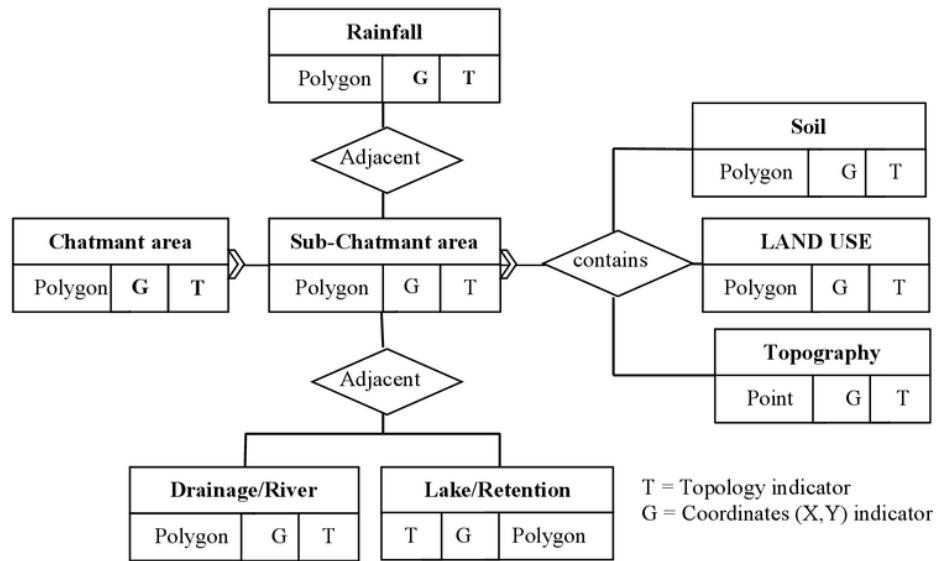 Rainfall
Polygon G T
Adjacent
Soil
Polygon G T
Chatmant area
Polygon G T
Sub-Chatmant area
Polygon G T
contains
LAND USE
Polygon G T
Topography
Point G T
Adjacent
Drainage/River
Polygon G T
Lake/Retention
T G Polygon
T = Topology indicator
G = Coordinates (X,Y) indicator